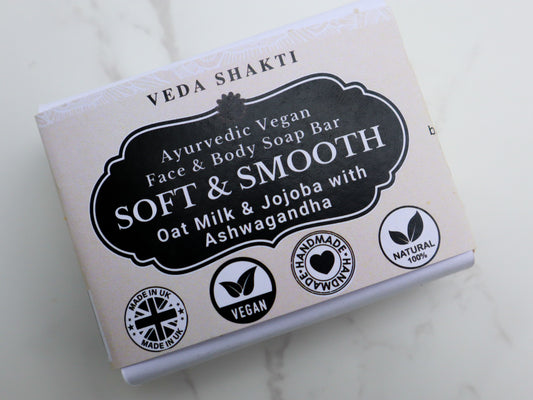 VEDA SHAKTI
Ayurvedic Vegan
Face & Body Soap Bar
SOFT & SMOOTH
Oat Milk & Jojoba with
Ashwagandha
MADE IN UK
MADE IN UK
VEGAN
HANDMADE
HANDMADE
NATURAL
100%
b